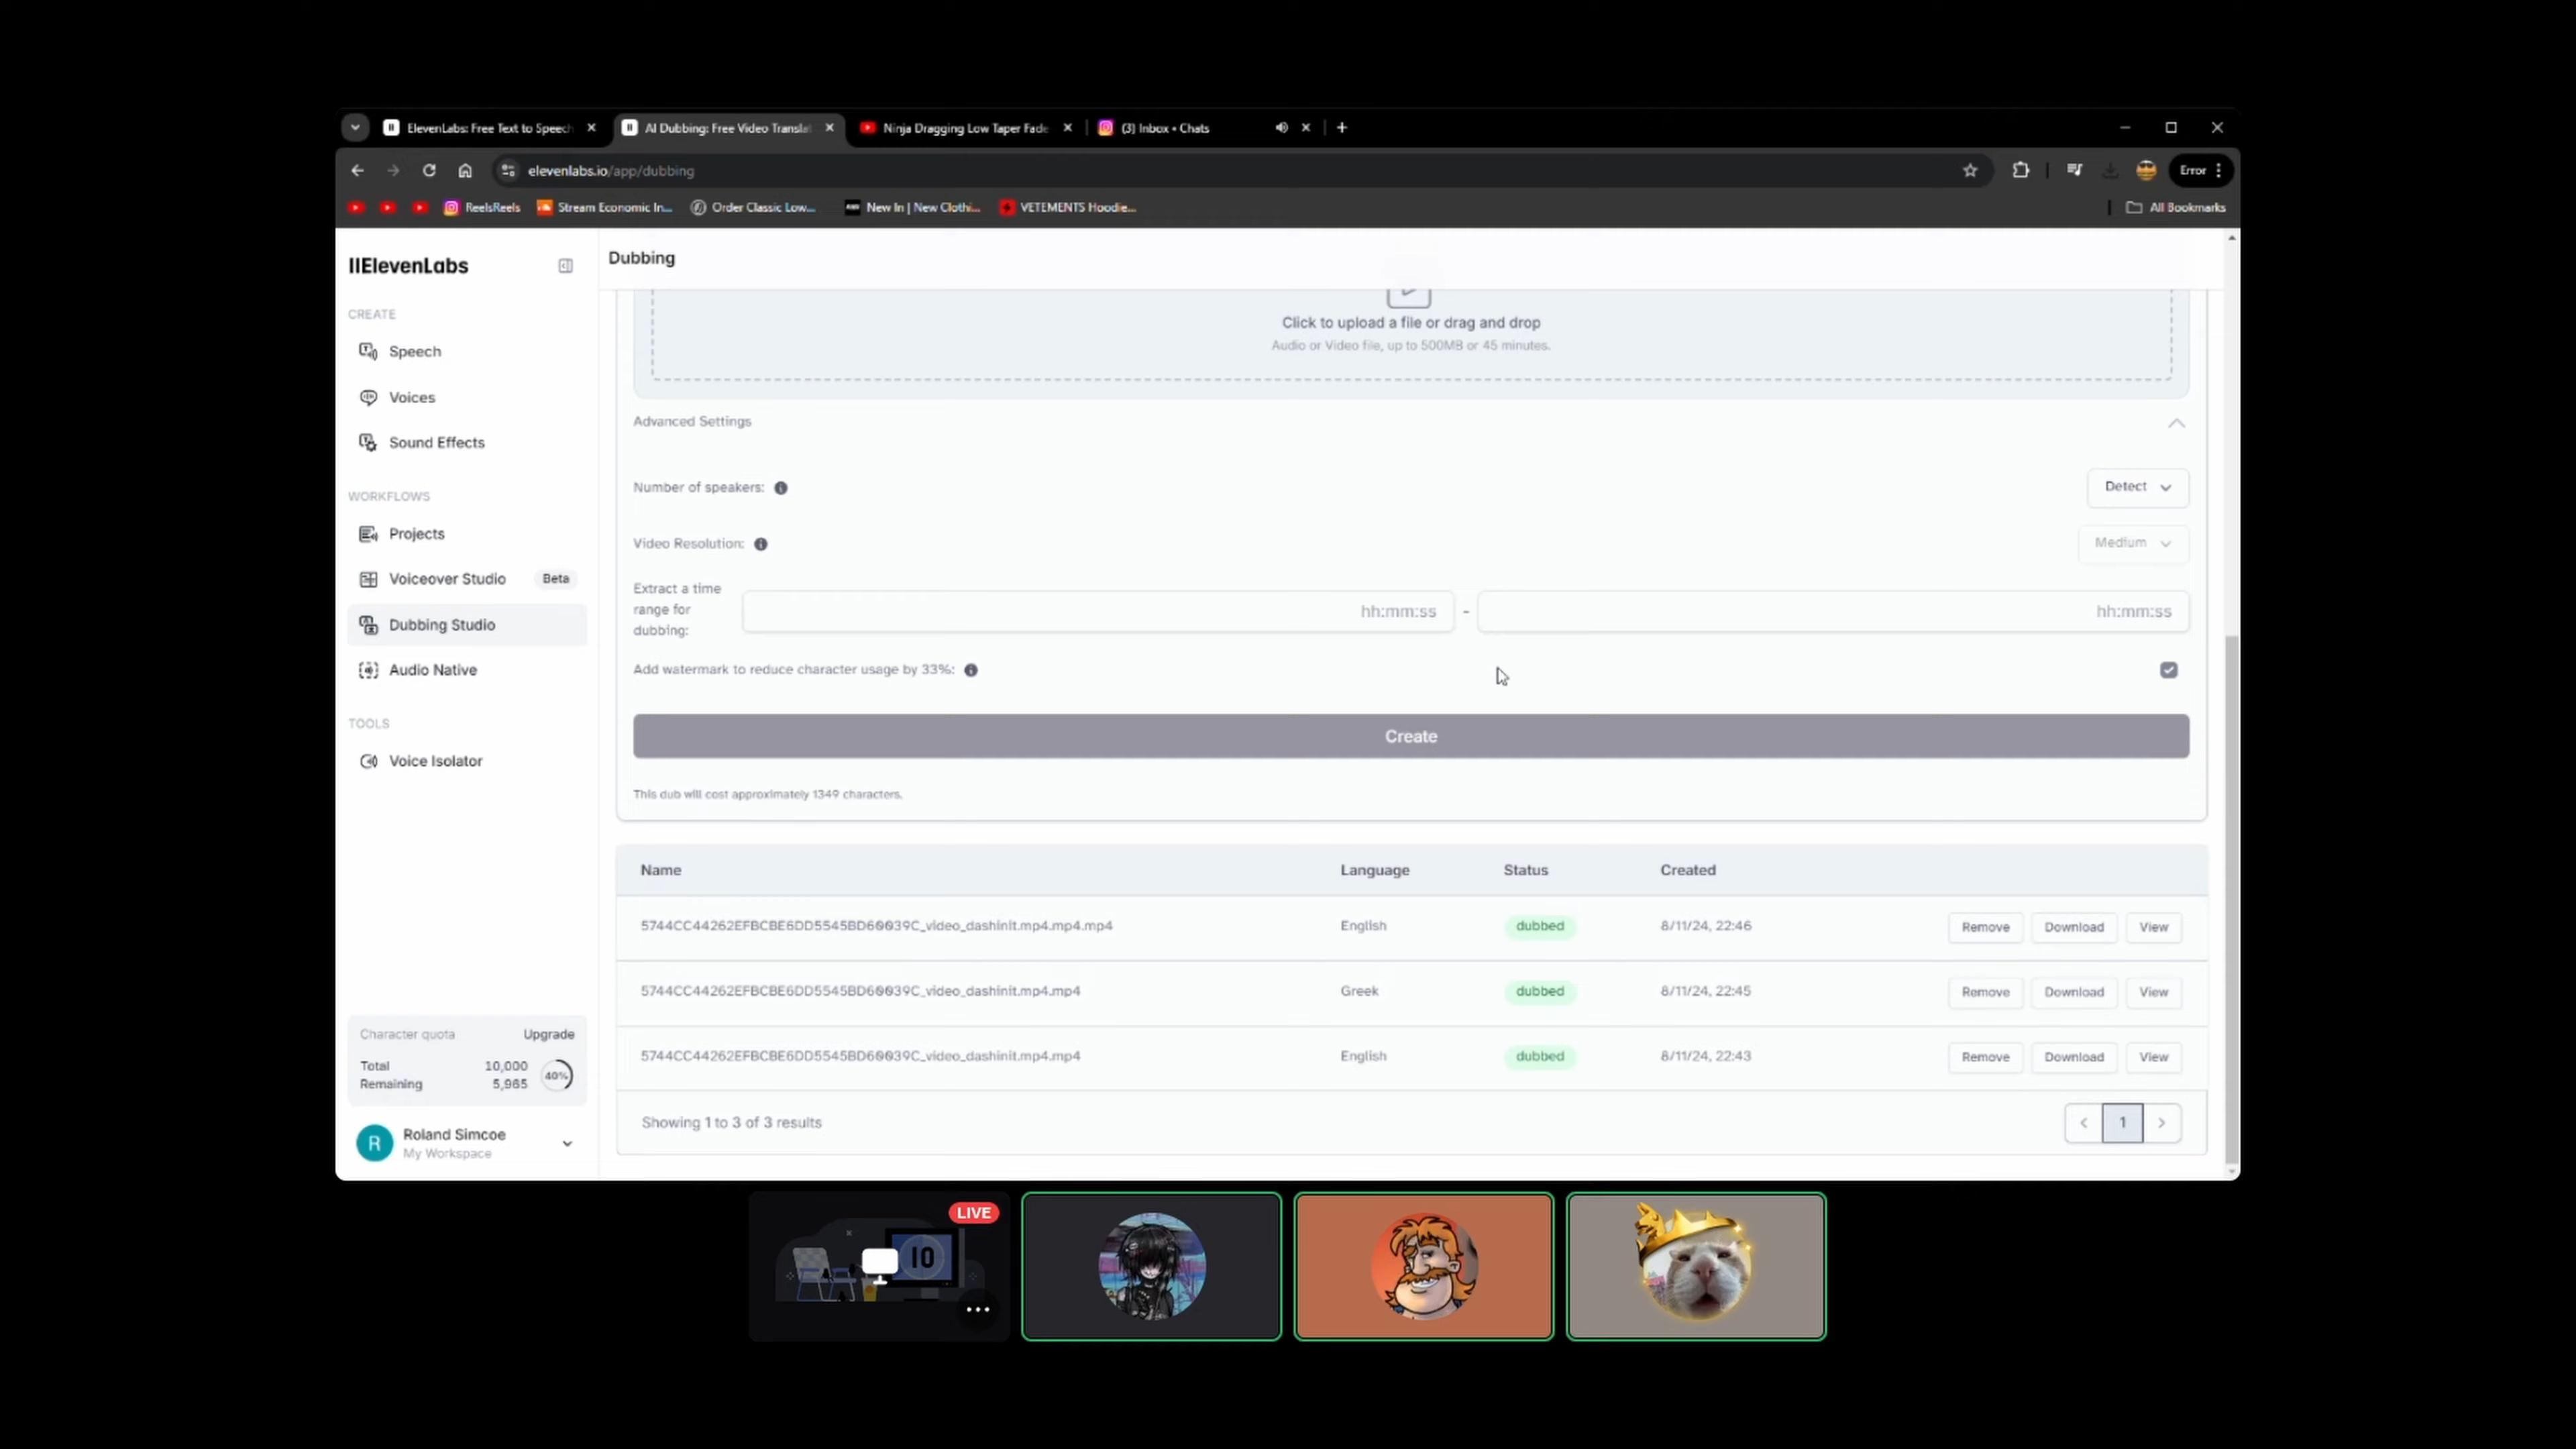 ElevenLabs: Free Text to Speech
AI Dubbing: Free Video Translat
Ninja Dragging Low Taper Fade
(3) Inbox • Chats
elevenlabs.io/app/dubbing
Error
ReelsReels
Stream Economic In...
Order Classic Low...
New In | New Clothi...
VETEMENTS Hoodie...
All Bookmarks
IIElevenLabs
Dubbing
CREATE
Speech
Voices
Sound Effects
WORKFLOWS
Projects
Voiceover Studio Beta
Dubbing Studio
Audio Native
TOOLS
Voice Isolator
Character quota Upgrade
Total 10,000
Remaining 5,965
40%
R
Roland Simcoe
My Workspace
Click to upload a file or drag and drop
Audio or Video file, up to 500MB or 45 minutes.
Advanced Settings
Number of speakers: Detect
Video Resolution: Medium
Extract a time
range for
dubbing:
hh:mm:ss - hh:mm:ss
Add watermark to reduce character usage by 33%:
Create
This dub will cost approximately 1349 characters.
Name Language Status Created
5744CC44262EFBCBE6DD5545BD60039C_video_dashinit.mp4.mp4.mp4 English dubbed 8/11/24, 22:46 Remove Download View
5744CC44262EFBCBE6DD5545BD60039C_video_dashinit.mp4.mp4 Greek dubbed 8/11/24, 22:45 Remove Download View
5744CC44262EFBCBE6DD5545BD60039C_video_dashinit.mp4.mp4 English dubbed 8/11/24, 22:43 Remove Download View
Showing 1 to 3 of 3 results
1
LIVE
10